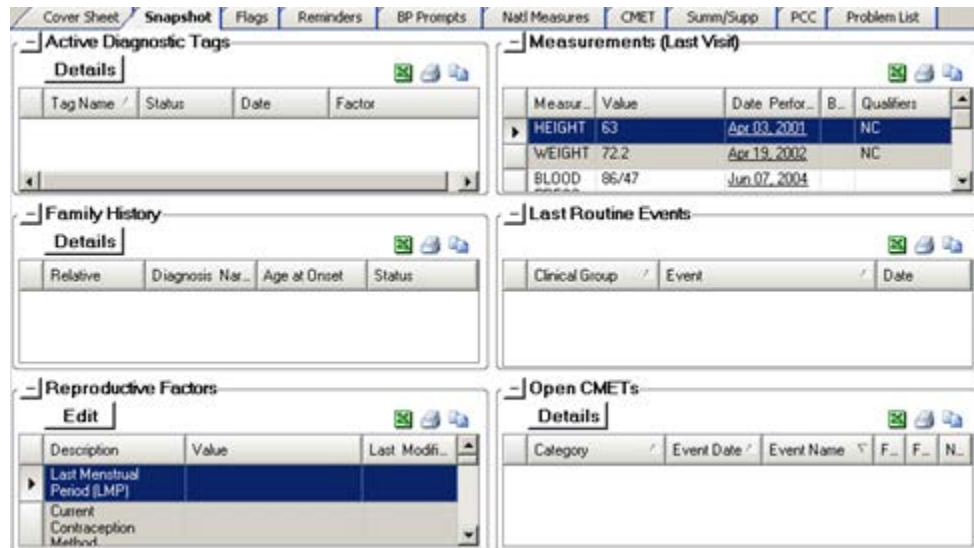 Cover Sheet Snapshot Flags Reminders BP Prompts Natl Measures CMET Summ/Supp PCC Problem List
Active Diagnostic Tags
Details
Tag Name Status Date Factor
Measurements (Last Visit)
Measur... Value Date Perfor... B... Qualifiers
HEIGHT 63 Apr 03, 2001 NC
WEIGHT 72.2 Apr 19, 2002 NC
BLOOD 86/47 Jun 07, 2004
Family History
Details
Relative Diagnosis Nar... Age at Onset Status
Last Routine Events
Clinical Group Event Date
Reproductive Factors
Edit
Description Value Last Modifi...
Last Menstrual
Period (LMP)
Current
Contraception
Method
Open CMETs
Details
Category Event Date Event Name F... F... N...